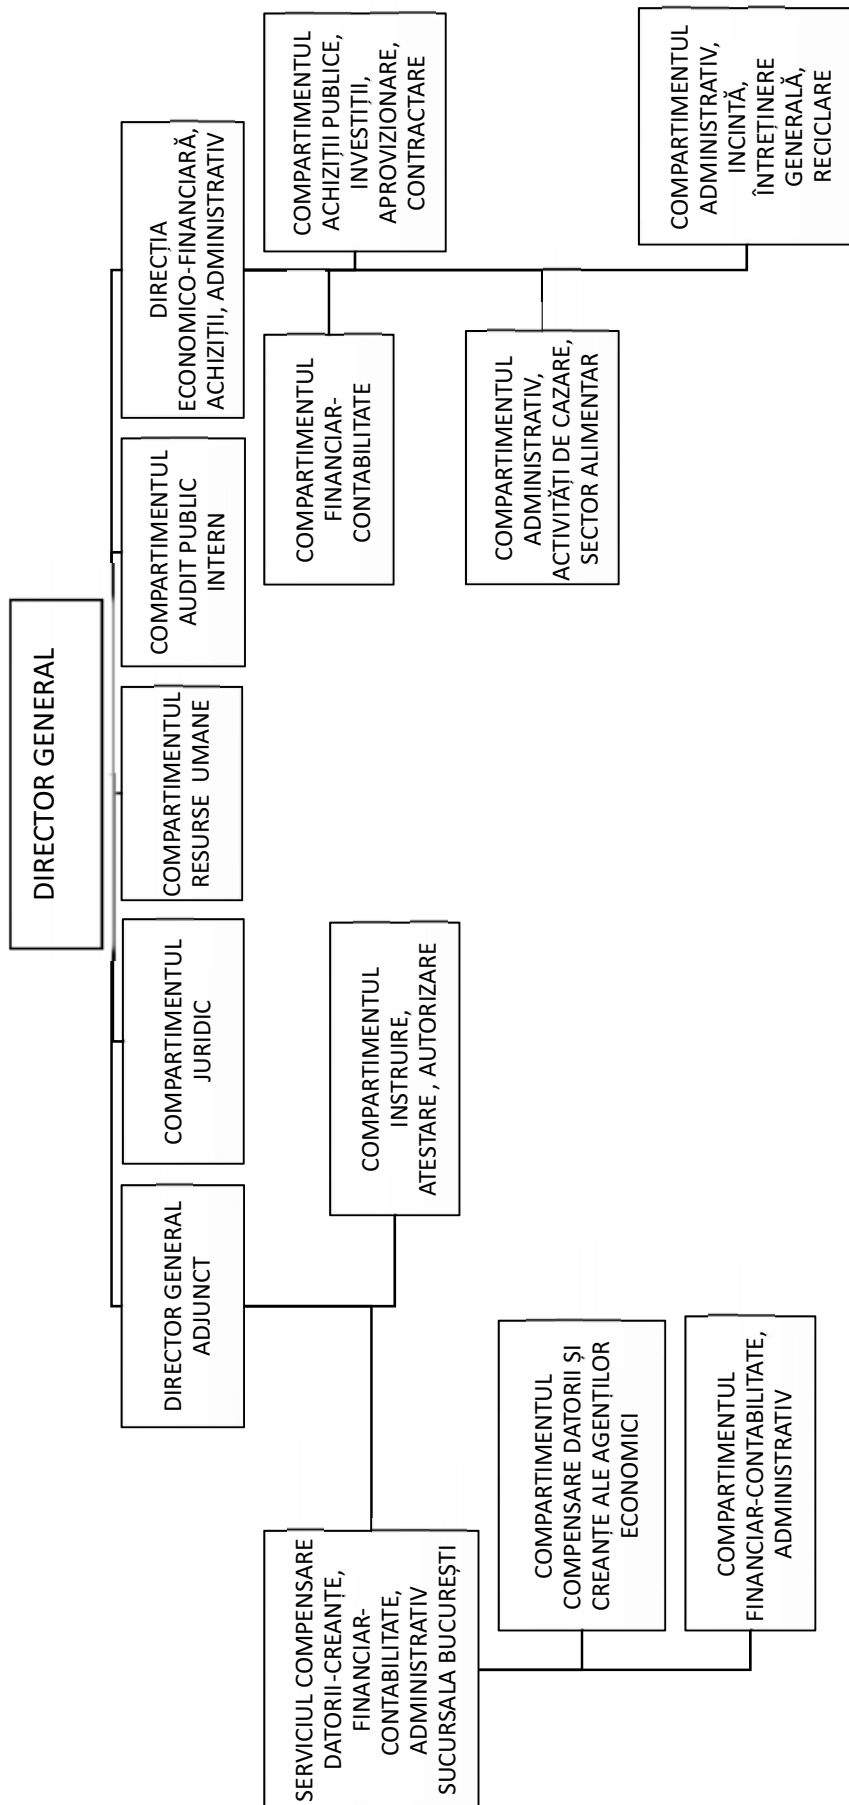 DIRECTOR GENERAL
DIRECTOR GENERAL
ADJUNCT
COMPARTIMENTUL
JURIDIC
COMPARTIMENTUL
RESURSE UMANE
COMPARTIMENTUL
AUDIT PUBLIC
INTERN
DIRECȚIA
ECONOMICO-FINANCIARĂ,
ACHIZIȚII, ADMINISTRATIV
SERVICIUL COMPENSARE
DATORII-CREANȚE,
FINANCIAR-
CONTABILITATE,
ADMINISTRATIV
SUCURSALA BUCUREȘTI
COMPARTIMENTUL
INSTRUIRE,
ATESTARE , AUTORIZARE
COMPARTIMENTUL
FINANCIAR-
CONTABILITATE
COMPARTIMENTUL
ACHIZIȚII PUBLICE,
INVESTIȚII,
APROVIZIONARE,
CONTRACTARE
COMPARTIMENTUL
COMPENSARE DATORII ȘI
CREANȚE ALE AGENȚILOR
ECONOMICI
COMPARTIMENTUL
ADMINISTRATIV,
ACTIVITĂȚI DE CAZARE,
SECTOR ALIMENTAR
COMPARTIMENTUL
FINANCIAR-CONTABILITATE,
ADMINISTRATIV
COMPARTIMENTUL
ADMINISTRATIV,
INCINTĂ,
ÎNTREȚINERE
GENERALĂ,
RECICLARE